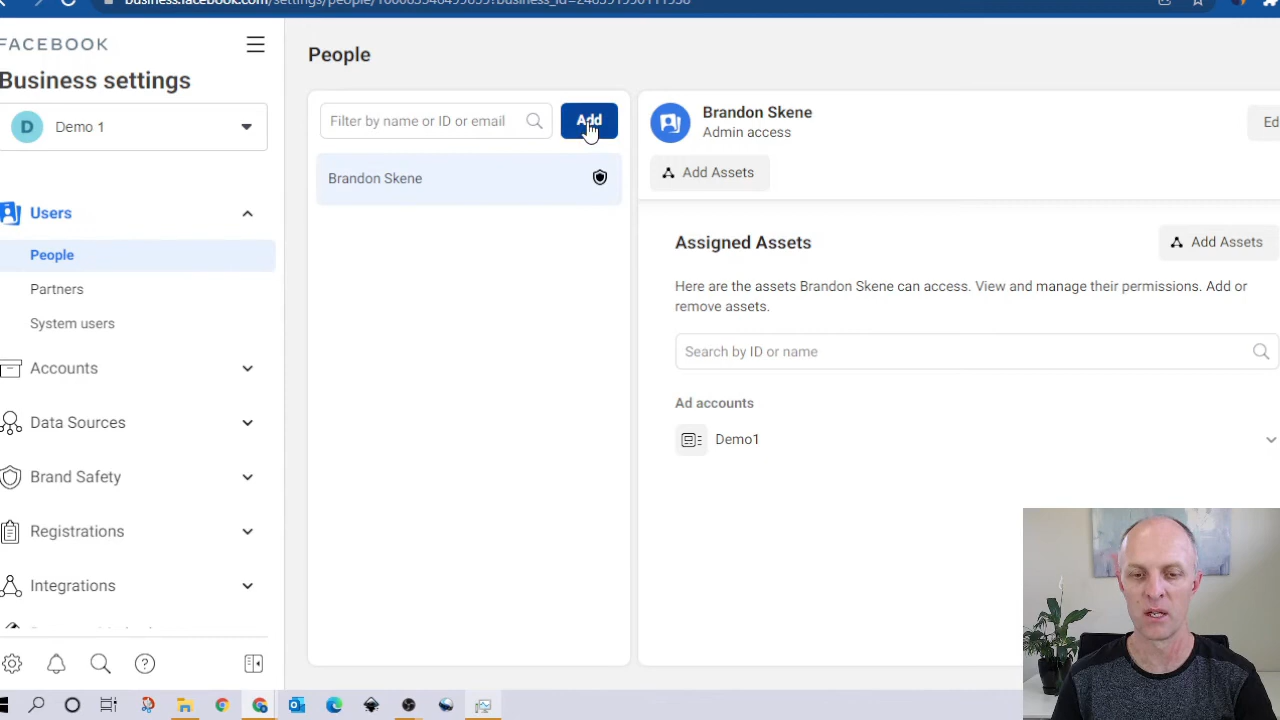 FACEBOOK
Business settings
D
Demo 1
Users
People
Partners
System users
Accounts
Data Sources
Brand Safety
Registrations
Integrations
People
Filter by name or ID or email
Add
Brandon Skene
Brandon Skene
Admin access
Ed
Add Assets
Assigned Assets
Add Assets
Here are the assets Brandon Skene can access. View and manage their permissions. Add or
remove assets.
Search by ID or name
Ad accounts
Demo1